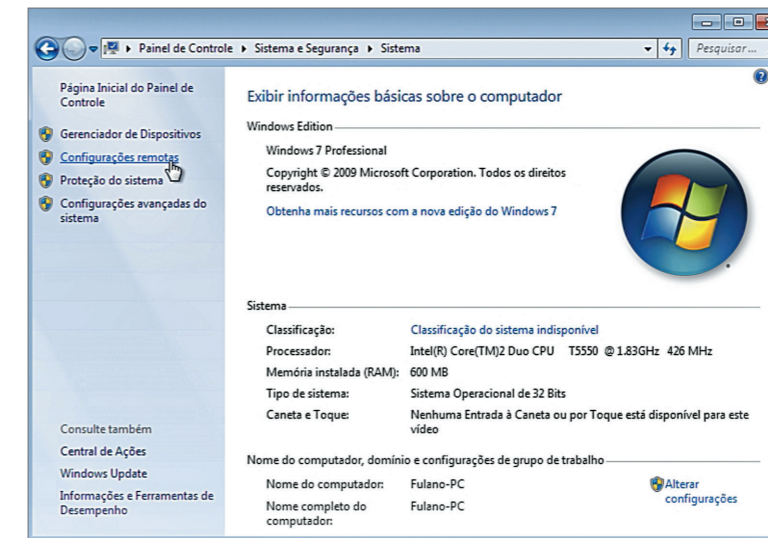 Painel de Controle ▸ Sistema e Segurança ▸ Sistema
Pesquisar...
Página Inicial do Painel de
Controle
Gerenciador de Dispositivos
Configurações remotas
Proteção do sistema
Configurações avançadas do
sistema
Consulte também
Central de Ações
Windows Update
Informações e Ferramentas de
Desempenho
Exibir informações básicas sobre o computador
Windows Edition
Windows 7 Professional
Copyright © 2009 Microsoft Corporation. Todos os direitos
reservados.
Obtenha mais recursos com a nova edição do Windows 7
Sistema
Classificação: Classificação do sistema indisponível
Processador: Intel(R) Core(TM)2 Duo CPU T5550 @ 1.83GHz 426 MHz
Memória instalada (RAM): 600 MB
Tipo de sistema: Sistema Operacional de 32 Bits
Caneta e Toque: Nenhuma Entrada à Caneta ou por Toque está disponível para este
vídeo
Nome do computador, domínio e configurações de grupo de trabalho
Nome do computador: Fulano-PC
Alterar
configurações
Nome completo do
computador: Fulano-PC